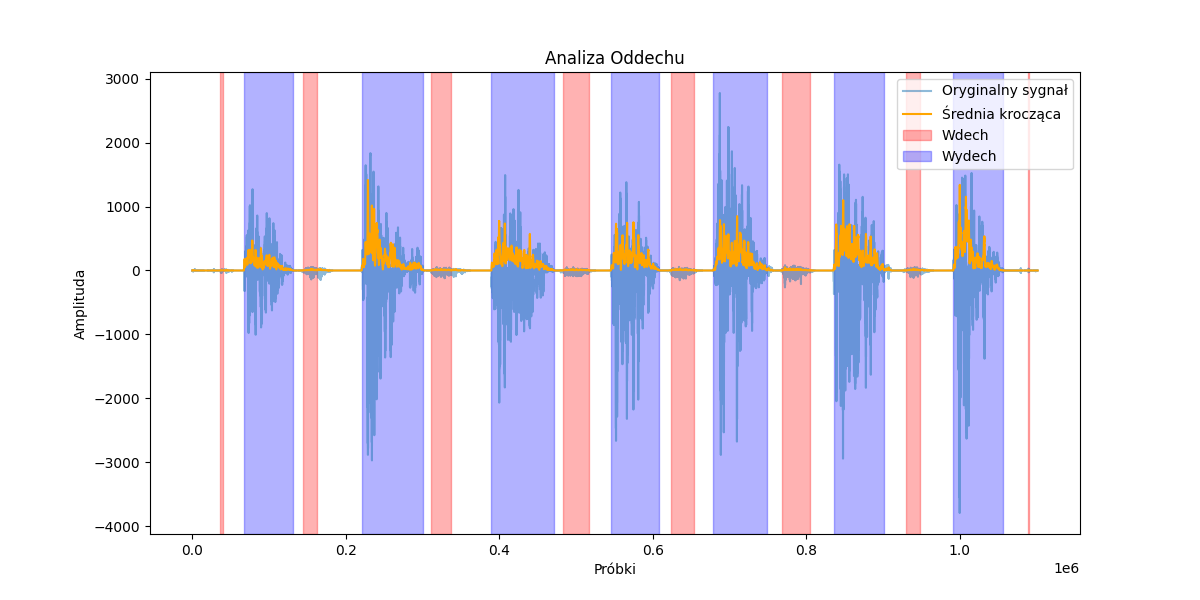 Analiza Oddechu
3000
2000
1000
0
−1000
−2000
−3000
−4000
Amplituda
Oryginalny sygnał
Średnia krocząca
Wdech
Wydech
0.0 0.2 0.4 0.6 0.8 1.0
1e6
Próbki